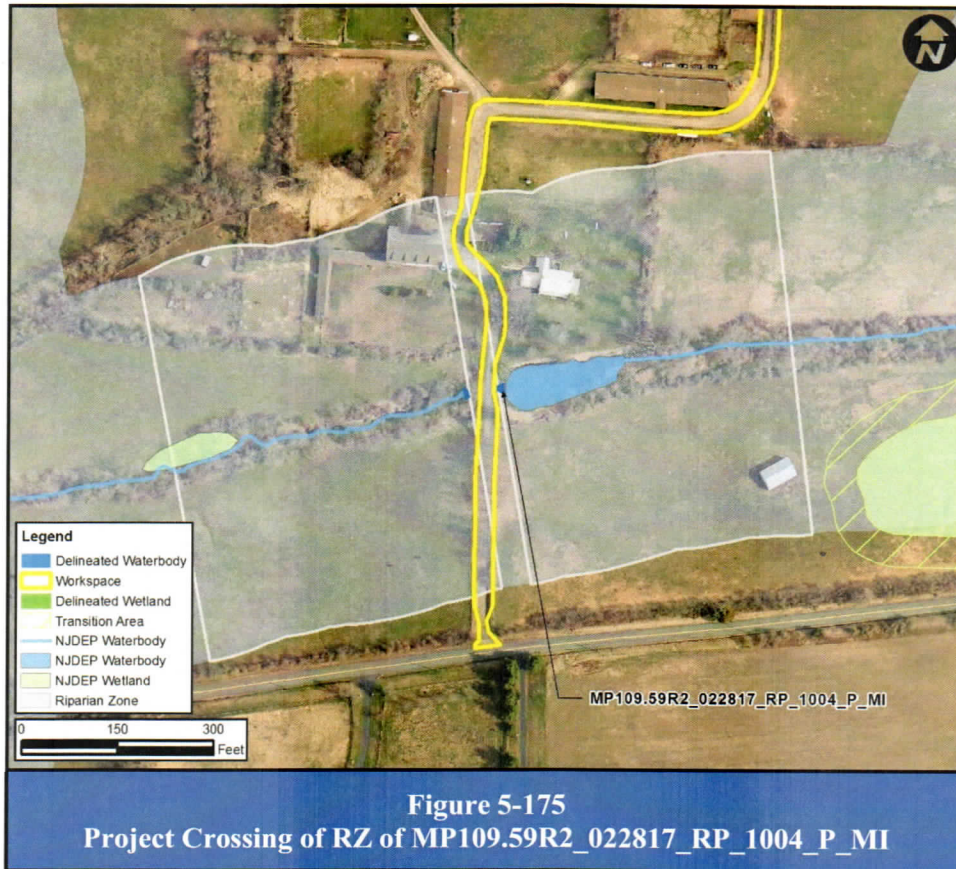 N
Legend
Delineated Waterbody
Workspace
Delineated Wetland
Transition Area
NJDEP Waterbody
NJDEP Waterbody
NJDEP Wetland
Riparian Zone
0 150 300
Feet
MP109.59R2_022817_RP_1004_P_MI
Figure 5-175
Project Crossing of RZ of MP109.59R2_022817_RP_1004_P_MI